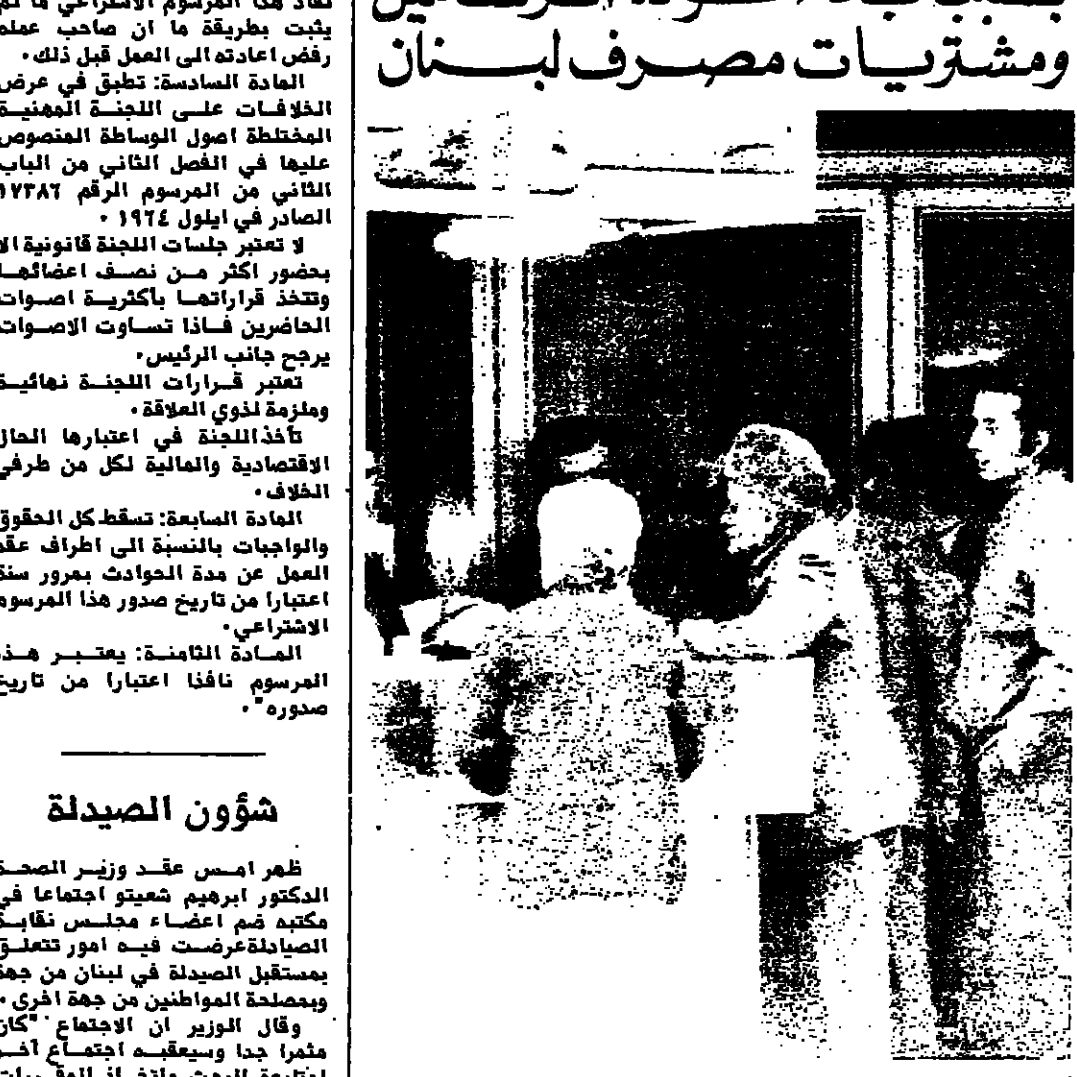 ومشتريات مصرف لبنان
نفاذ هذا المرسوم الاشتراعي ما لم
يثبت بطريقة ما ان صاحب عمله
رفض اعادته الى العمل قبل ذلك.
المادة السادسة: تطبق في عرض
الخلافات على اللجنة المهنية
المختلطة اصول الوساطة المنصوص
عليها في الفصل الثاني من الباب
الثاني من المرسوم الرقم ١٧٣٨٦
الصادر في ايلول ١٩٦٤ .
لا تعتبر جلسات اللجنة قانونية الا
بحضور اكثر من نصف اعضائها
وتتخذ قراراتها بأكثرية اصوات
الحاضرين فاذا تساوت الاصوات
يرجح جانب الرئيس.
تعتبر قرارات اللجنة نهائية
وملزمة لذوي العلاقة.
تأخذ اللجنة في اعتبارها الحال
الاقتصادية والمالية لكل من طرفي
الخلاف.
المادة السابعة: تسقط كل الحقوق
والواجبات بالنسبة الى اطراف عقد
العمل عن مدة الحوادث بمرور سنة
اعتبارا من تاريخ صدور هذا المرسوم
الاشتراعي.
المادة الثامنة: يعتبر هذا
المرسوم نافذا اعتبارا من تاريخ
صدوره".
شؤون الصيدلة
ظهر امس عقد وزير الصحة
الدكتور ابرهيم شعيتو اجتماعا في
مكتبه ضم اعضاء مجلس نقابة
الصيادلة عرضت فيه امور تتعلق
بمستقبل الصيدلة في لبنان من جهة
وبمصلحة المواطنين من جهة اخرى.
وقال الوزير ان الاجتماع "كان
مثمرا جدا وسيعقبه اجتماع آخر